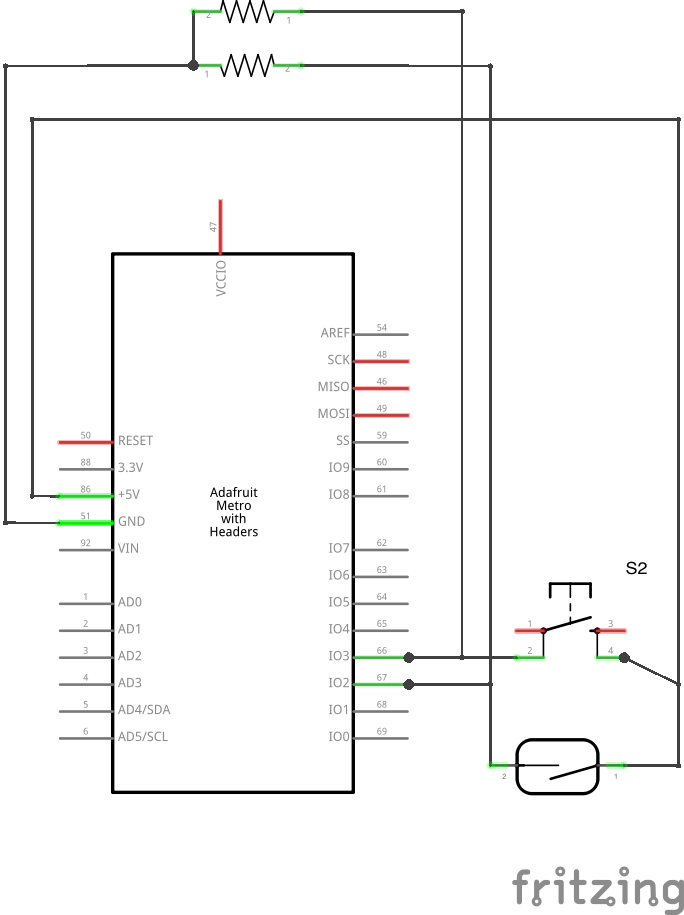 2
1
1
2
47
VCCIO
AREF 54
SCK 48
MISO 46
MOSI 49
50 RESET
SS 59
88 3.3V
IO9 60
86 +5V
IO8 61
51 GND
Adafruit
Metro
with
Headers
92 VIN
IO7 62
IO6 63
S2
1 AD0
IO5 64
2 AD1
IO4 65
1 3
3 AD2
IO3 66
2 4
4 AD3
IO2 67
5 AD4/SDA
IO1 68
6 AD5/SCL
IO0 69
2 1
fritzing